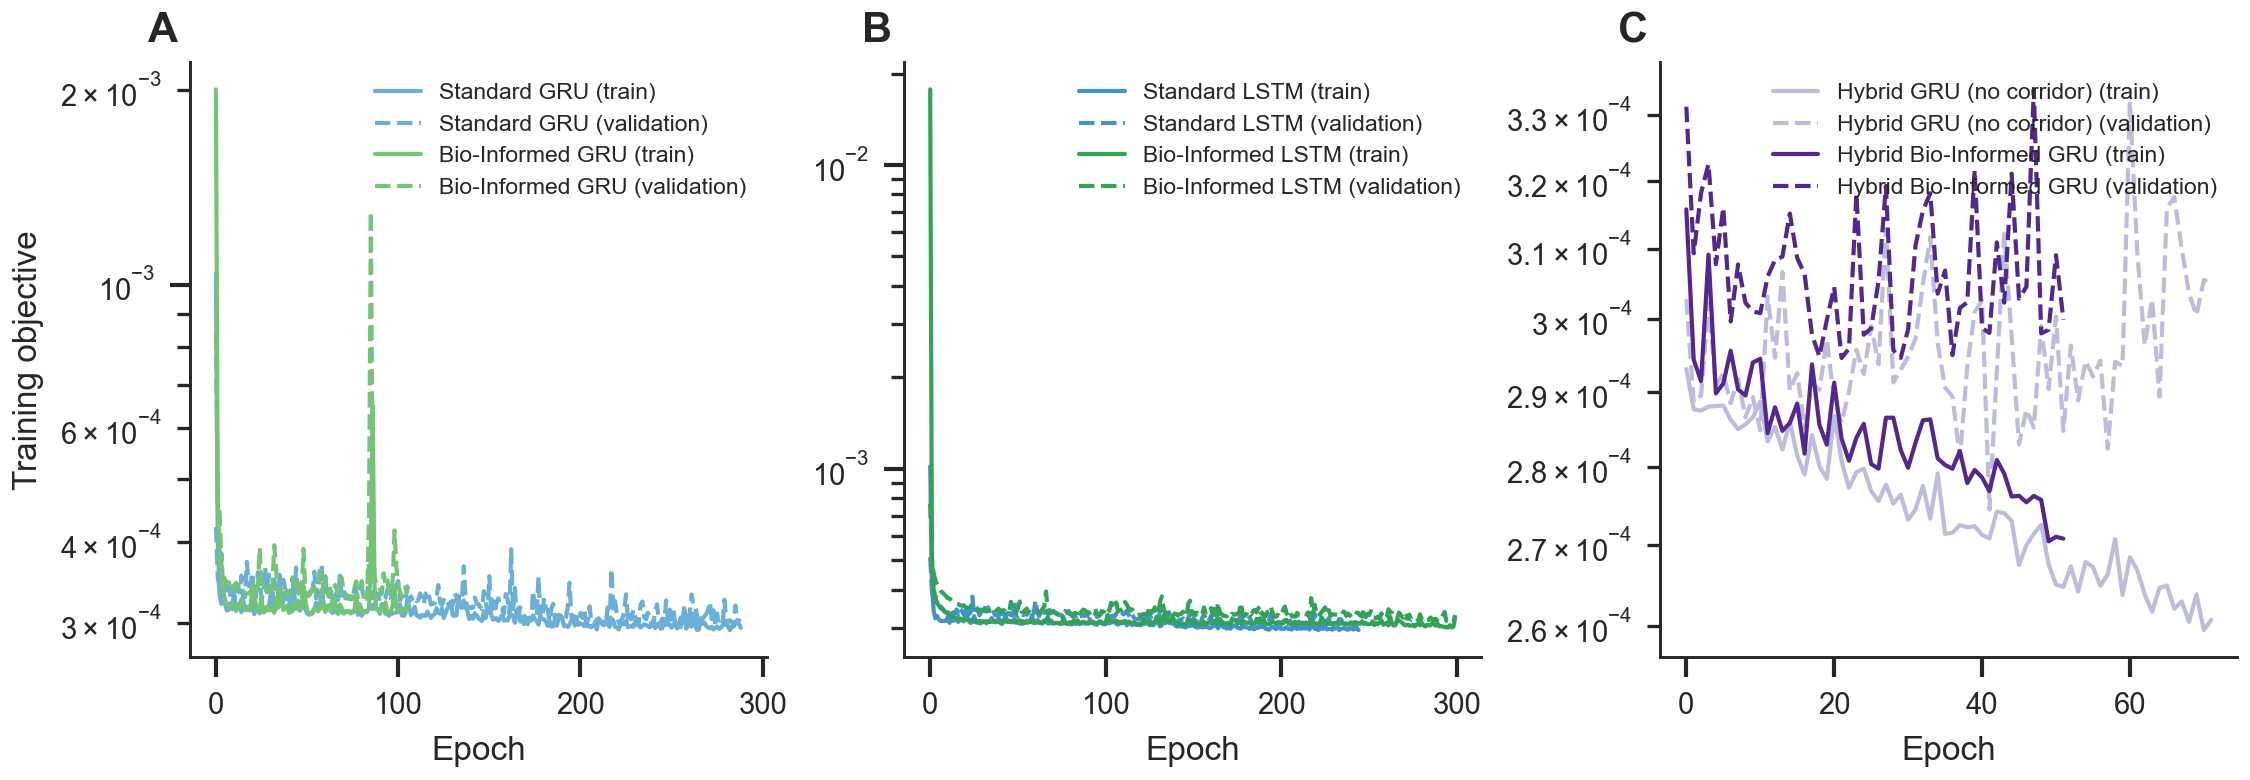 A
Training objective
2 × 10⁻³
10⁻³
6 × 10⁻⁴
4 × 10⁻⁴
3 × 10⁻⁴
Standard GRU (train)
Standard GRU (validation)
Bio-Informed GRU (train)
Bio-Informed GRU (validation)
0 100 200 300
Epoch
B
10⁻²
10⁻³
Standard LSTM (train)
Standard LSTM (validation)
Bio-Informed LSTM (train)
Bio-Informed LSTM (validation)
0 100 200 300
Epoch
C
3.3 × 10⁻⁴
3.2 × 10⁻⁴
3.1 × 10⁻⁴
3 × 10⁻⁴
2.9 × 10⁻⁴
2.8 × 10⁻⁴
2.7 × 10⁻⁴
2.6 × 10⁻⁴
Hybrid GRU (no corridor) (train)
Hybrid GRU (no corridor) (validation)
Hybrid Bio-Informed GRU (train)
Hybrid Bio-Informed GRU (validation)
0 20 40 60
Epoch